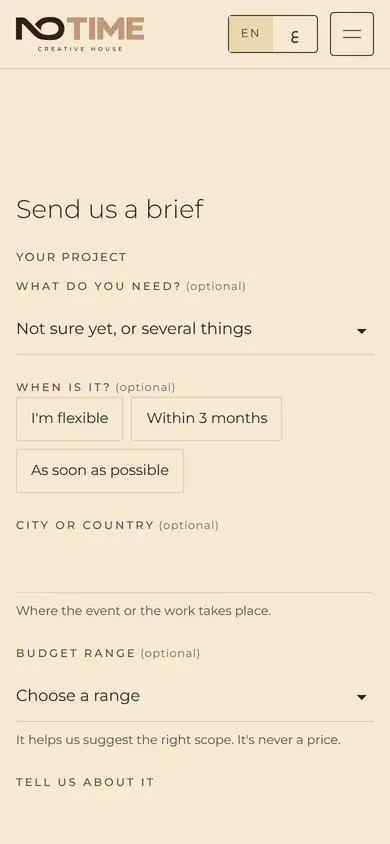 NOTIME
CREATIVE HOUSE
EN
ع
Send us a brief
YOUR PROJECT
WHAT DO YOU NEED? (optional)
Not sure yet, or several things
WHEN IS IT? (optional)
I'm flexible
Within 3 months
As soon as possible
CITY OR COUNTRY (optional)
Where the event or the work takes place.
BUDGET RANGE (optional)
Choose a range
It helps us suggest the right scope. It's never a price.
TELL US ABOUT IT